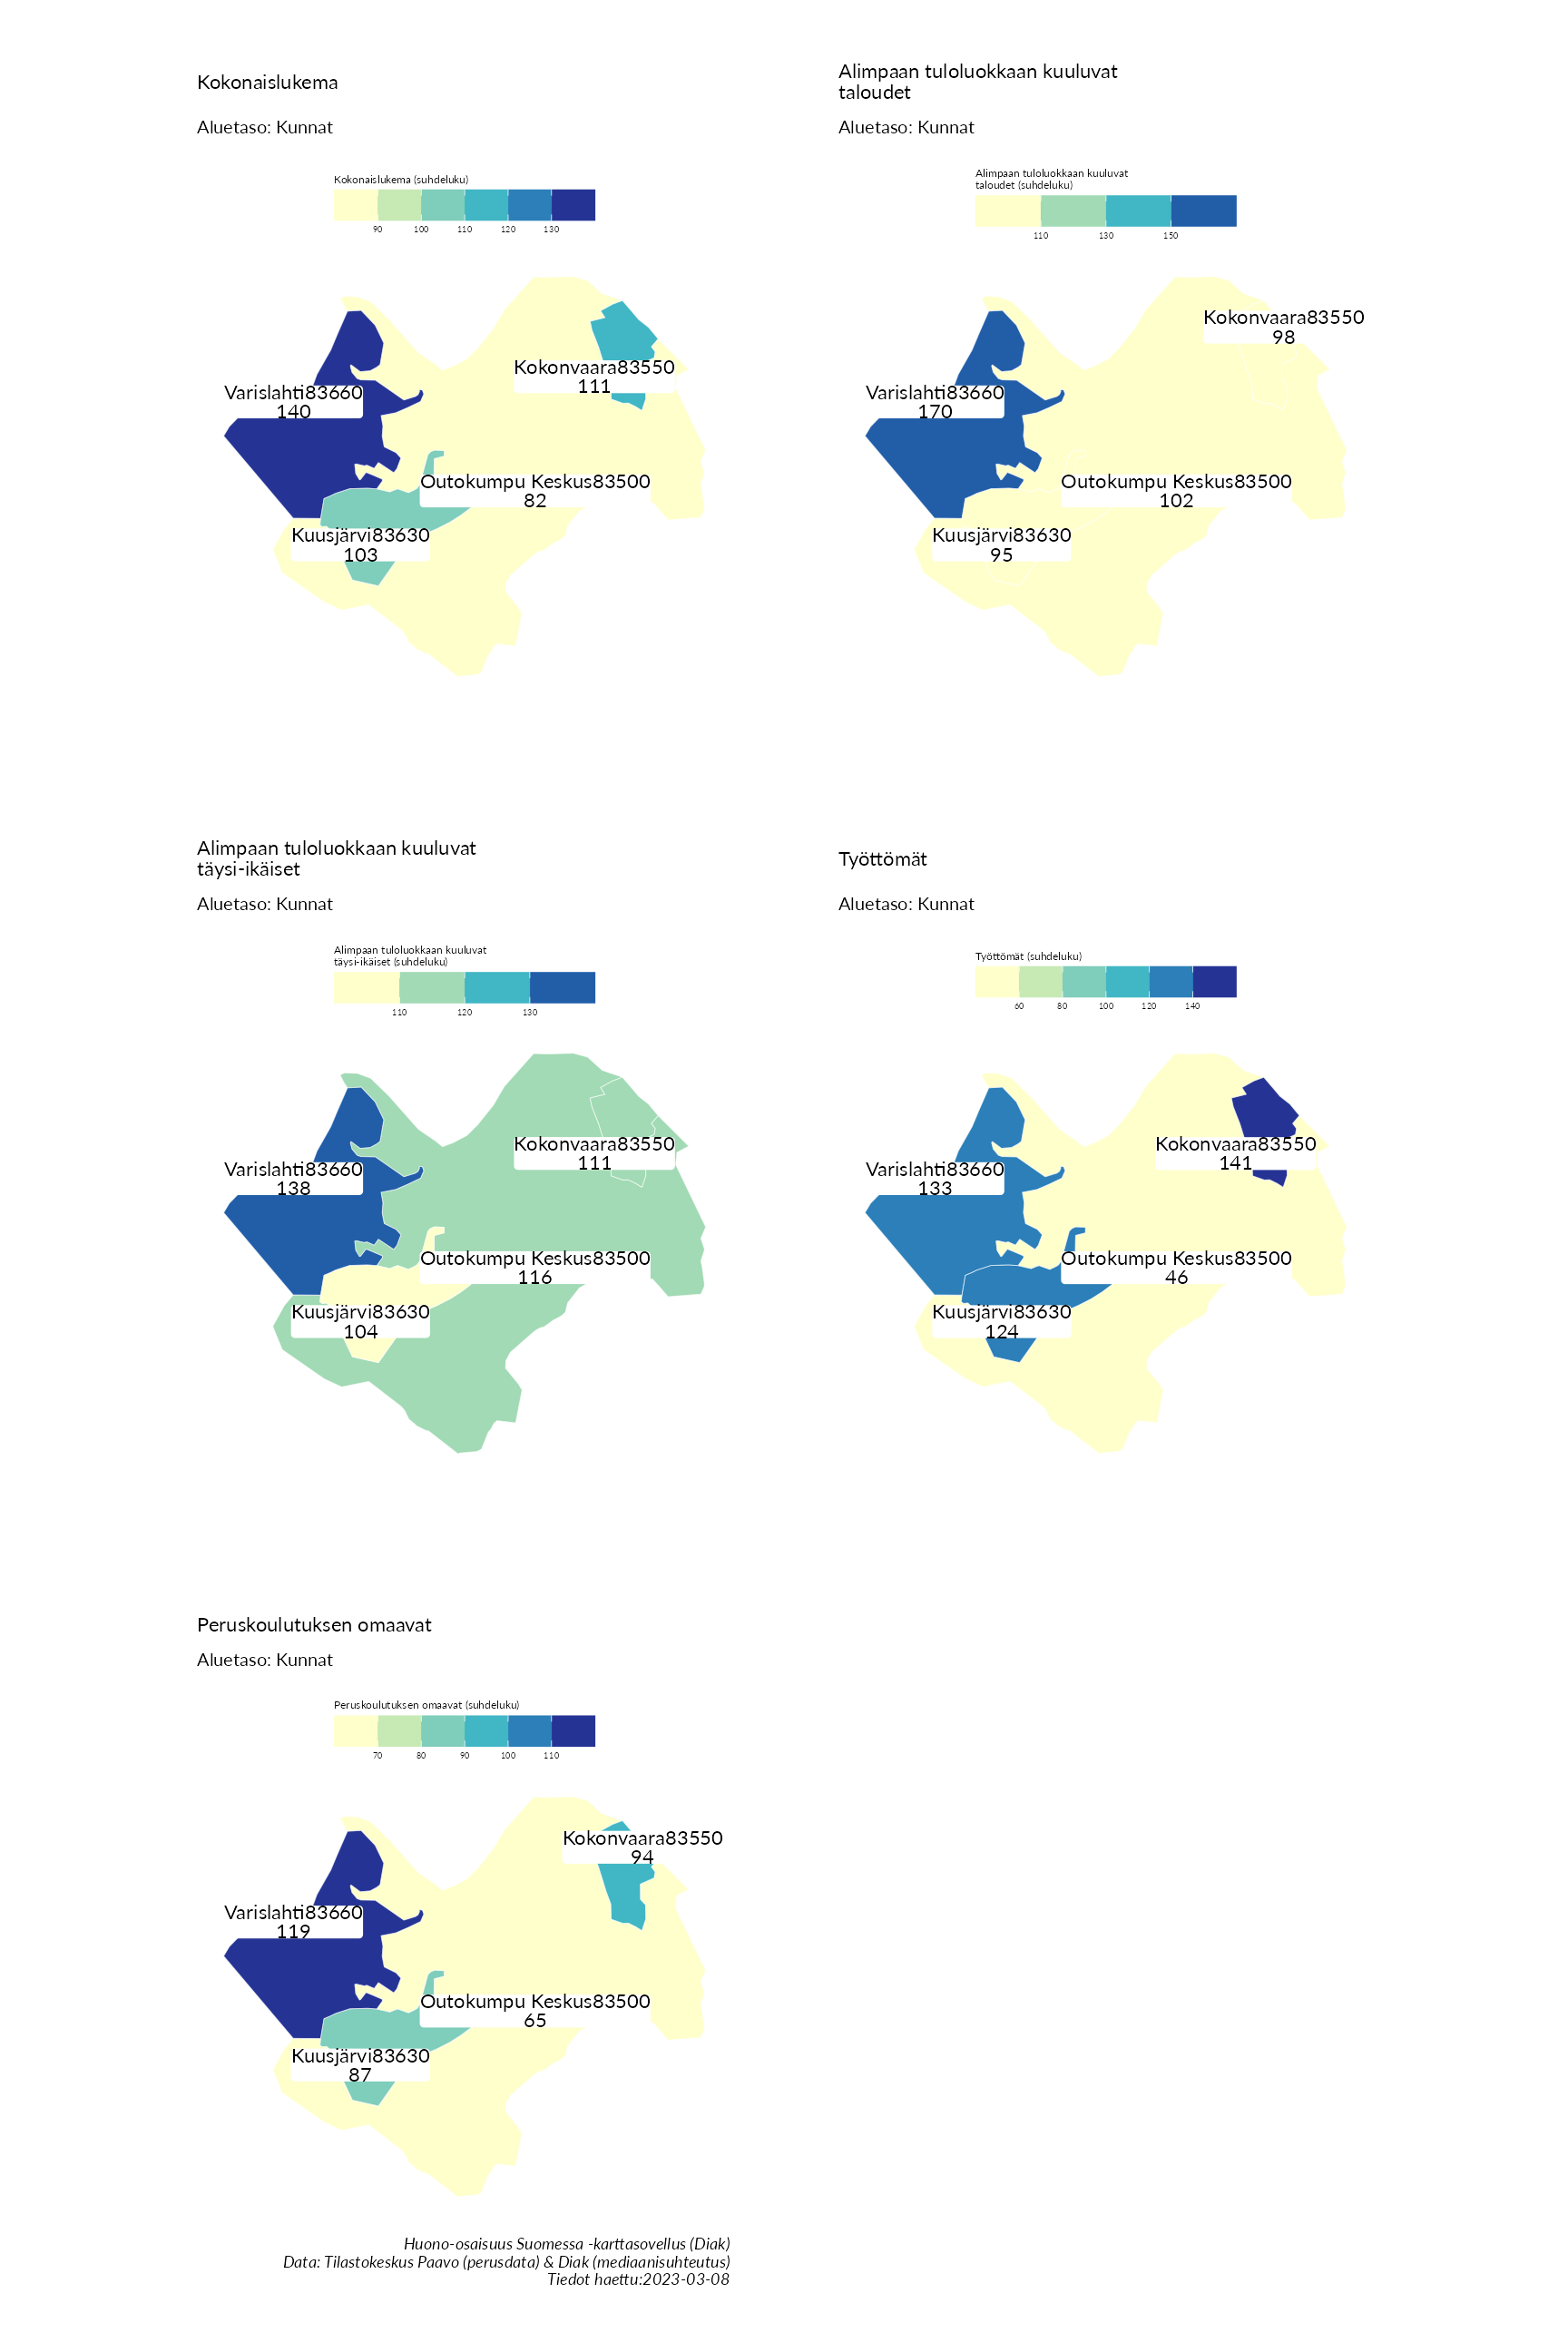 Kokonaislukema
Aluetaso: Kunnat
Kokonaislukema (suhdeluku)
90 100 110 120 130
Kokonvaara83550
111
Varislahti83660
140
Outokumpu Keskus83500
82
Kuusjärvi83630
103
Alimpaan tuloluokkaan kuuluvat
taloudet
Aluetaso: Kunnat
Alimpaan tuloluokkaan kuuluvat
taloudet (suhdeluku)
110 130 150
Kokonvaara83550
98
Varislahti83660
170
Outokumpu Keskus83500
102
Kuusjärvi83630
95
Alimpaan tuloluokkaan kuuluvat
täysi-ikäiset
Aluetaso: Kunnat
Alimpaan tuloluokkaan kuuluvat
täysi-ikäiset (suhdeluku)
110 120 130
Kokonvaara83550
111
Varislahti83660
138
Outokumpu Keskus83500
116
Kuusjärvi83630
104
Työttömät
Aluetaso: Kunnat
Työttömät (suhdeluku)
60 80 100 120 140
Kokonvaara83550
141
Varislahti83660
133
Outokumpu Keskus83500
46
Kuusjärvi83630
124
Peruskoulutuksen omaavat
Aluetaso: Kunnat
Peruskoulutuksen omaavat (suhdeluku)
70 80 90 100 110
Kokonvaara83550
94
Varislahti83660
119
Outokumpu Keskus83500
65
Kuusjärvi83630
87
Huono-osaisuus Suomessa -karttasovellus (Diak)
Data: Tilastokeskus Paavo (perusdata) & Diak (mediaanisuhteutus)
Tiedot haettu:2023-03-08